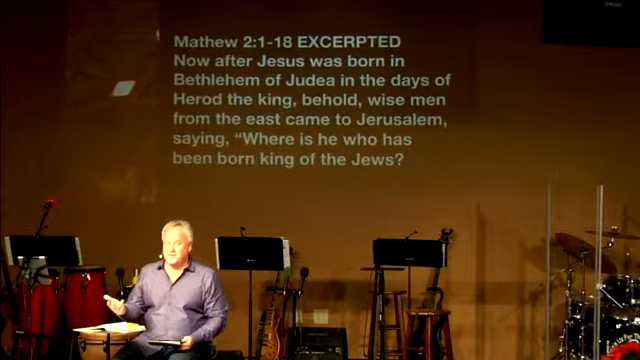 Mathew 2:1-18 EXCERPTED
Now after Jesus was born in
Bethlehem of Judea in the days of
Herod the king, behold, wise men
from the east came to Jerusalem,
saying, “Where is he who has
been born king of the Jews?